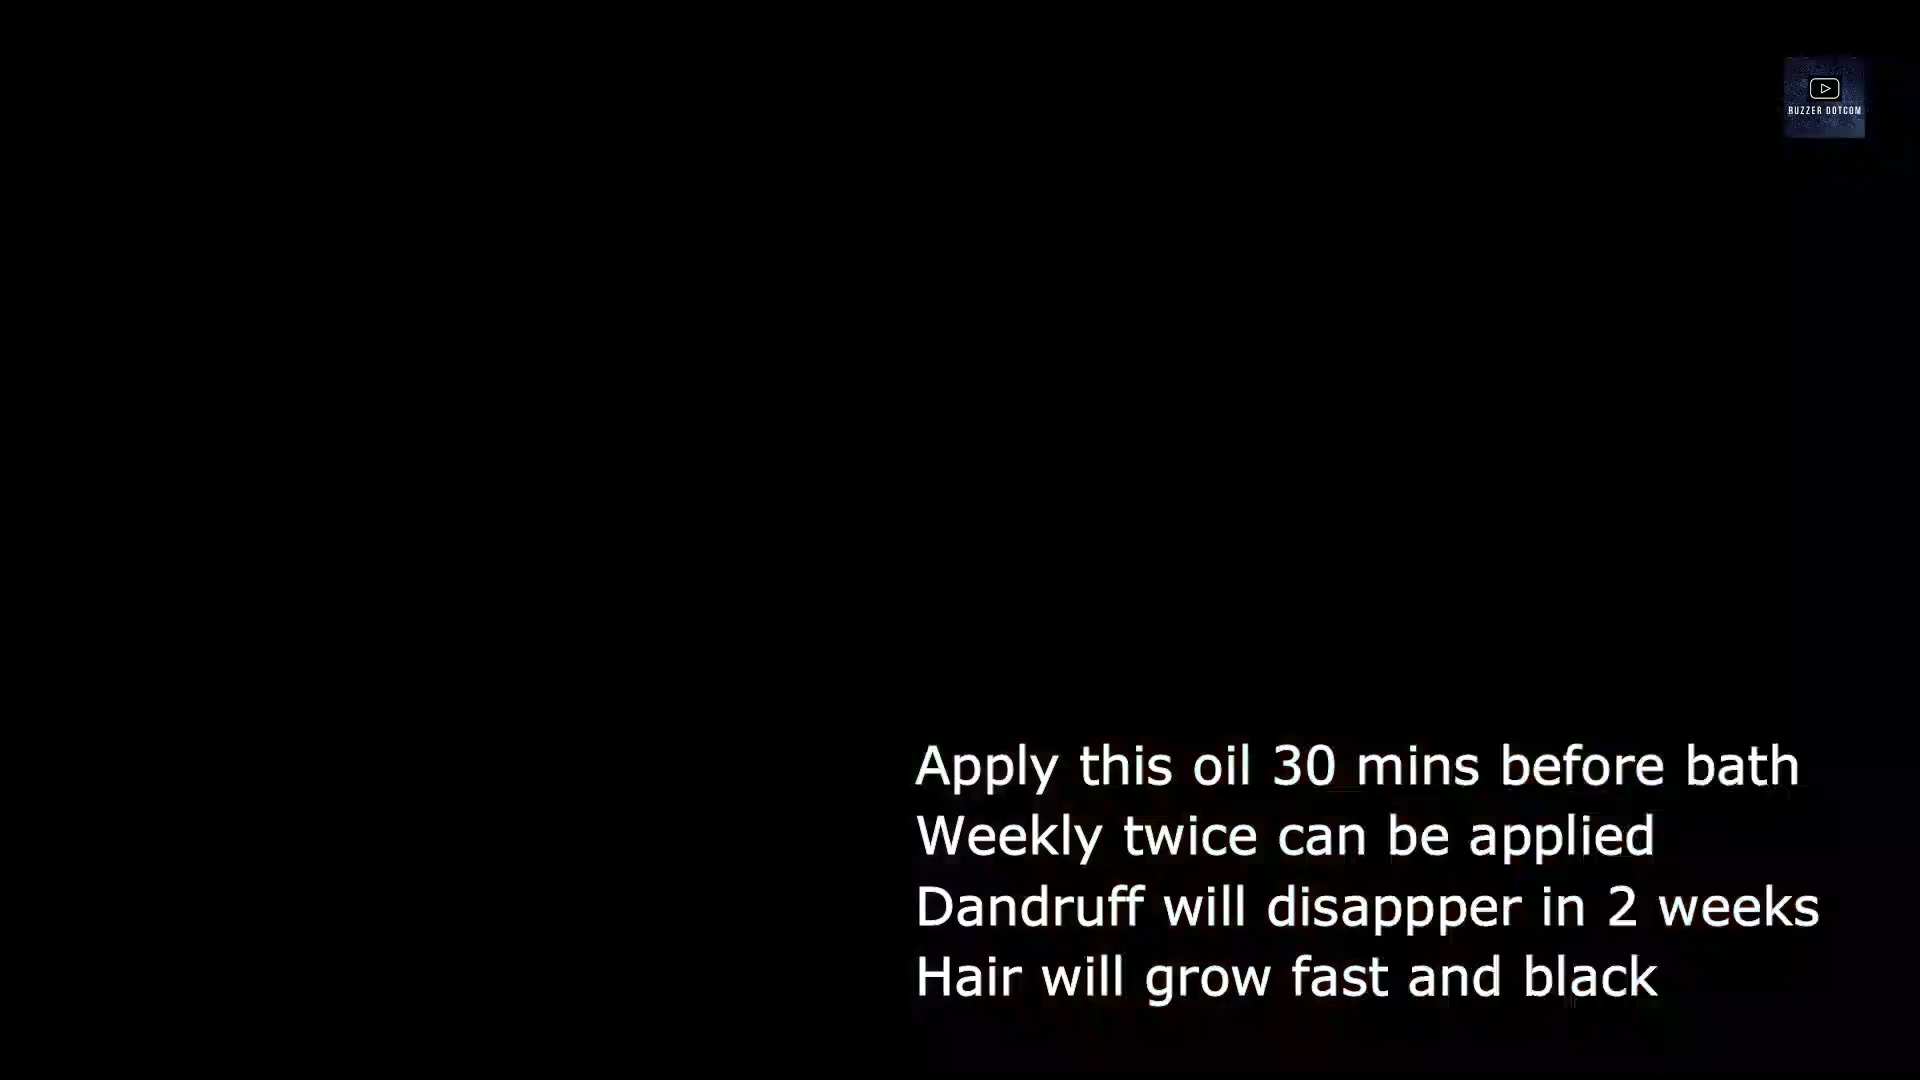 BUZZER DOTCOM
Apply this oil 30 mins before bath
Weekly twice can be applied
Dandruff will disappper in 2 weeks
Hair will grow fast and black